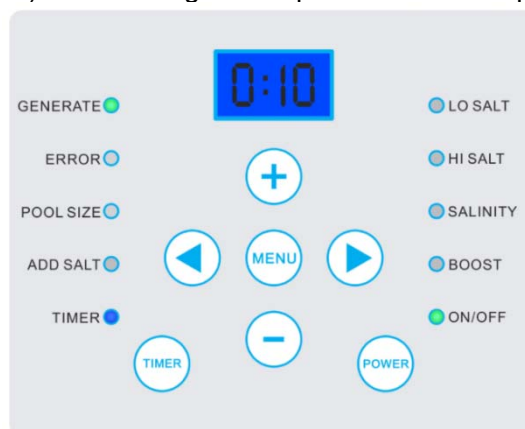 0:10
GENERATE
LO SALT
ERROR
HI SALT
POOL SIZE
SALINITY
MENU
ADD SALT
BOOST
TIMER
ON/OFF
TIMER
POWER